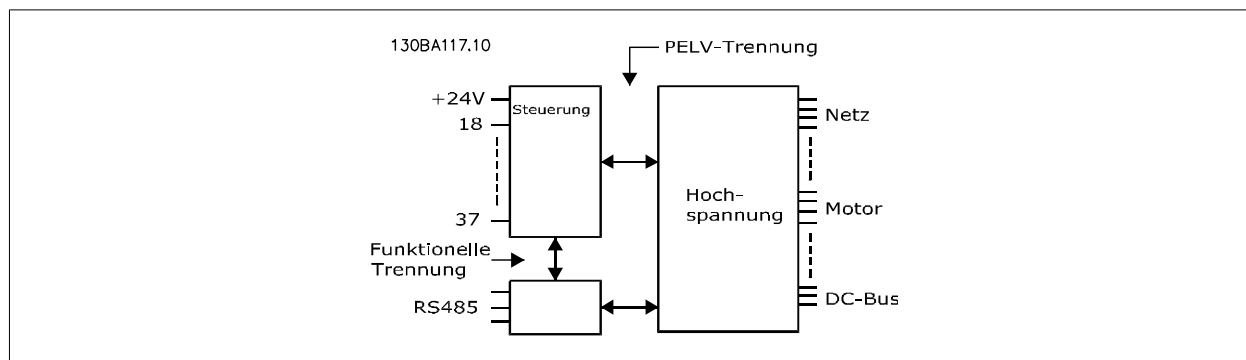 130BA117.10
PELV-Trennung
+24V
Steuerung
18
37
Hoch-
spannung
Netz
Motor
DC-Bus
Funktionelle
Trennung
RS485